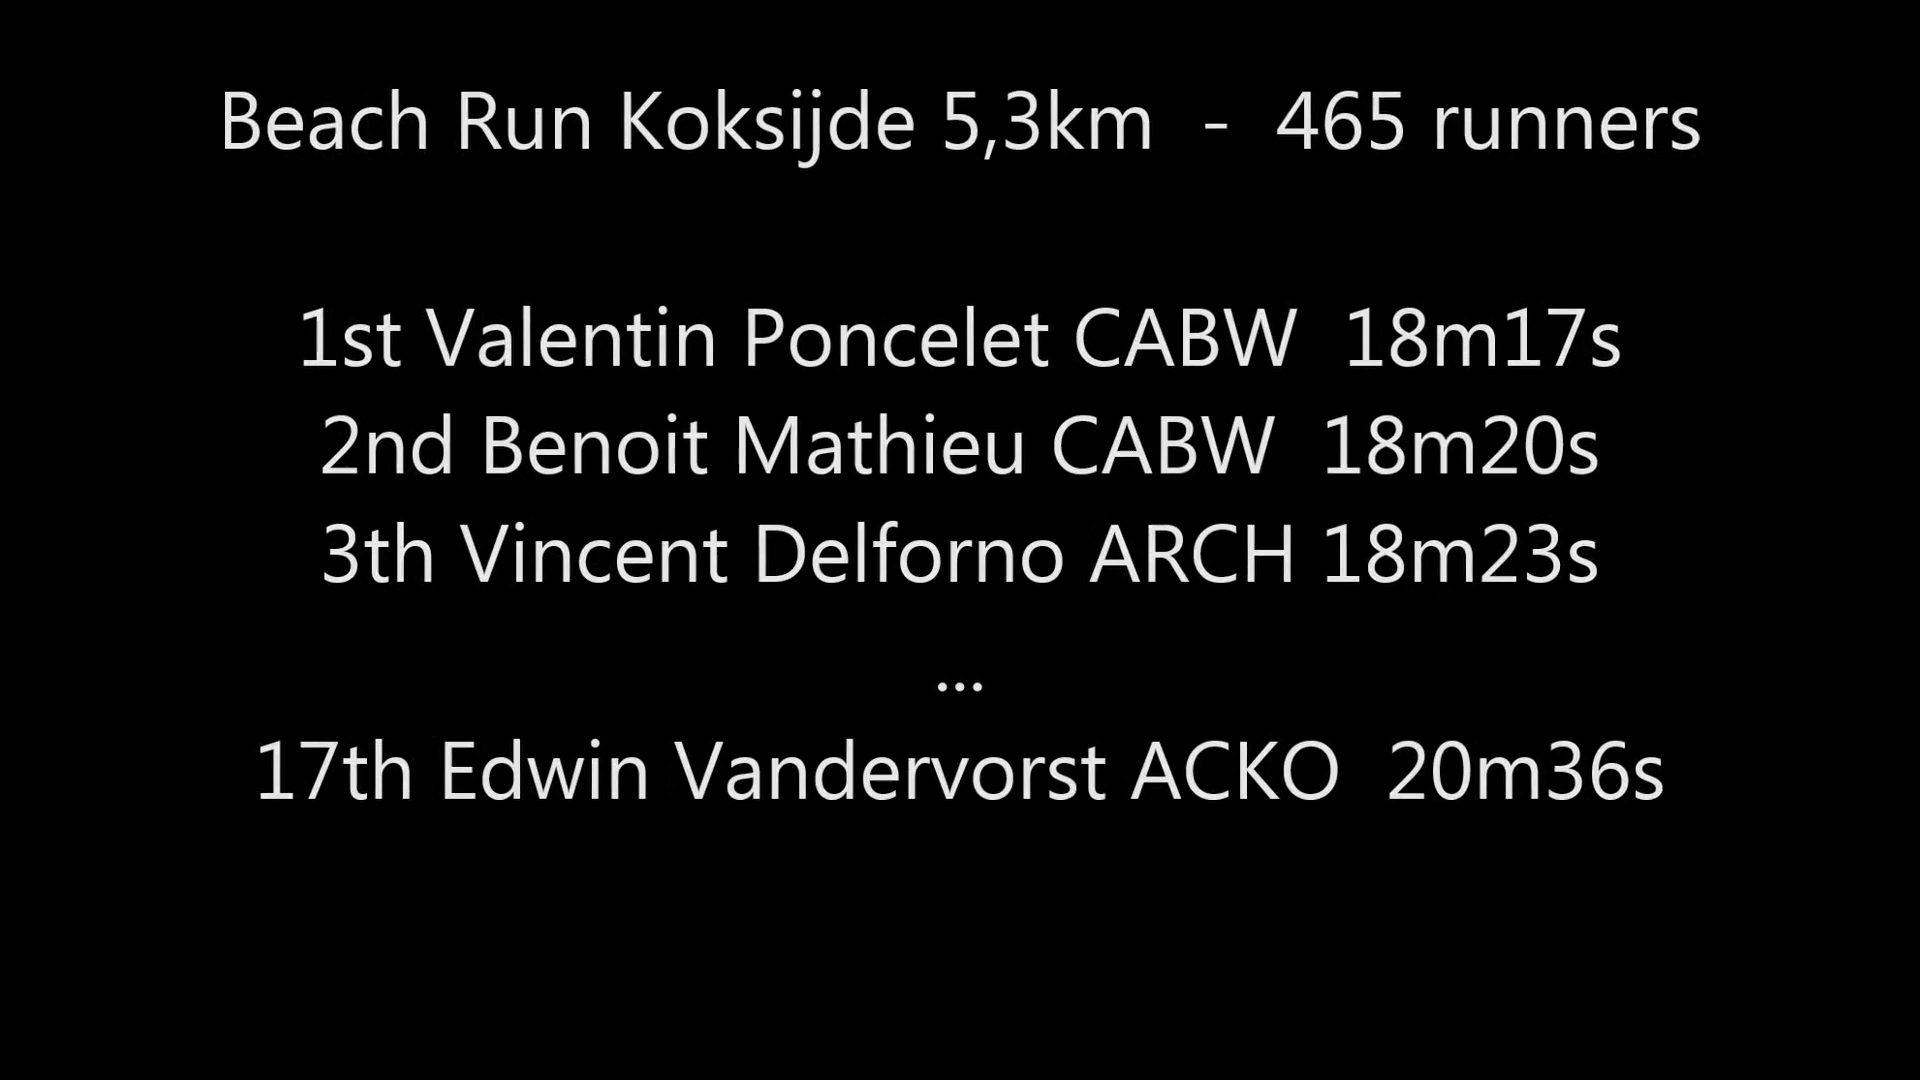 Beach Run Koksijde 5,3km - 465 runners
1st Valentin Poncelet CABW 18m17s
2nd Benoit Mathieu CABW 18m20s
3th Vincent Delforno ARCH 18m23s
...
17th Edwin Vandervorst ACKO 20m36s